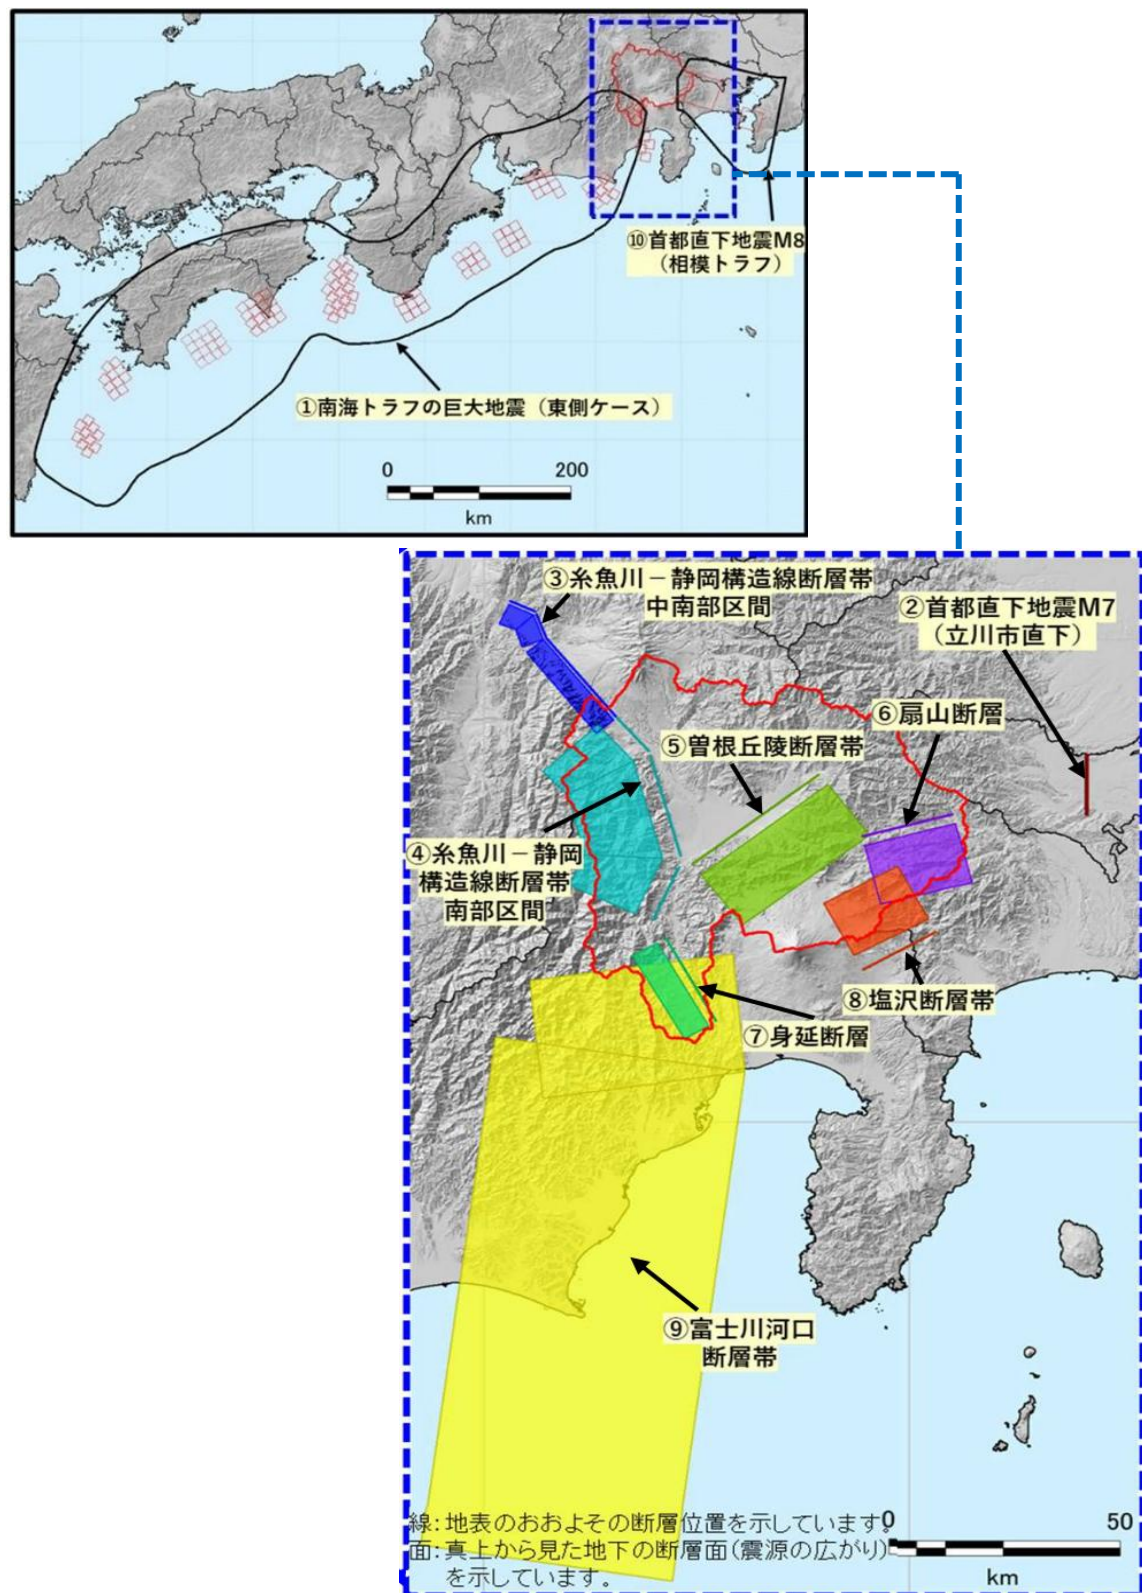 ⑩首都直下地震M8
（相模トラフ）
①南海トラフの巨大地震（東側ケース）
0 200
km
③糸魚川－静岡構造線断層帯
中南部区間
②首都直下地震M7
（立川市直下）
⑥扇山断層
⑤曽根丘陵断層帯
④糸魚川－静岡
構造線断層帯
南部区間
⑧塩沢断層帯
⑦身延断層
⑨富士川河口
断層帯
線：地表のおおよその断層位置を示しています。
面：真上から見た地下の断層面（震源の広がり）
を示しています。
0 50
km